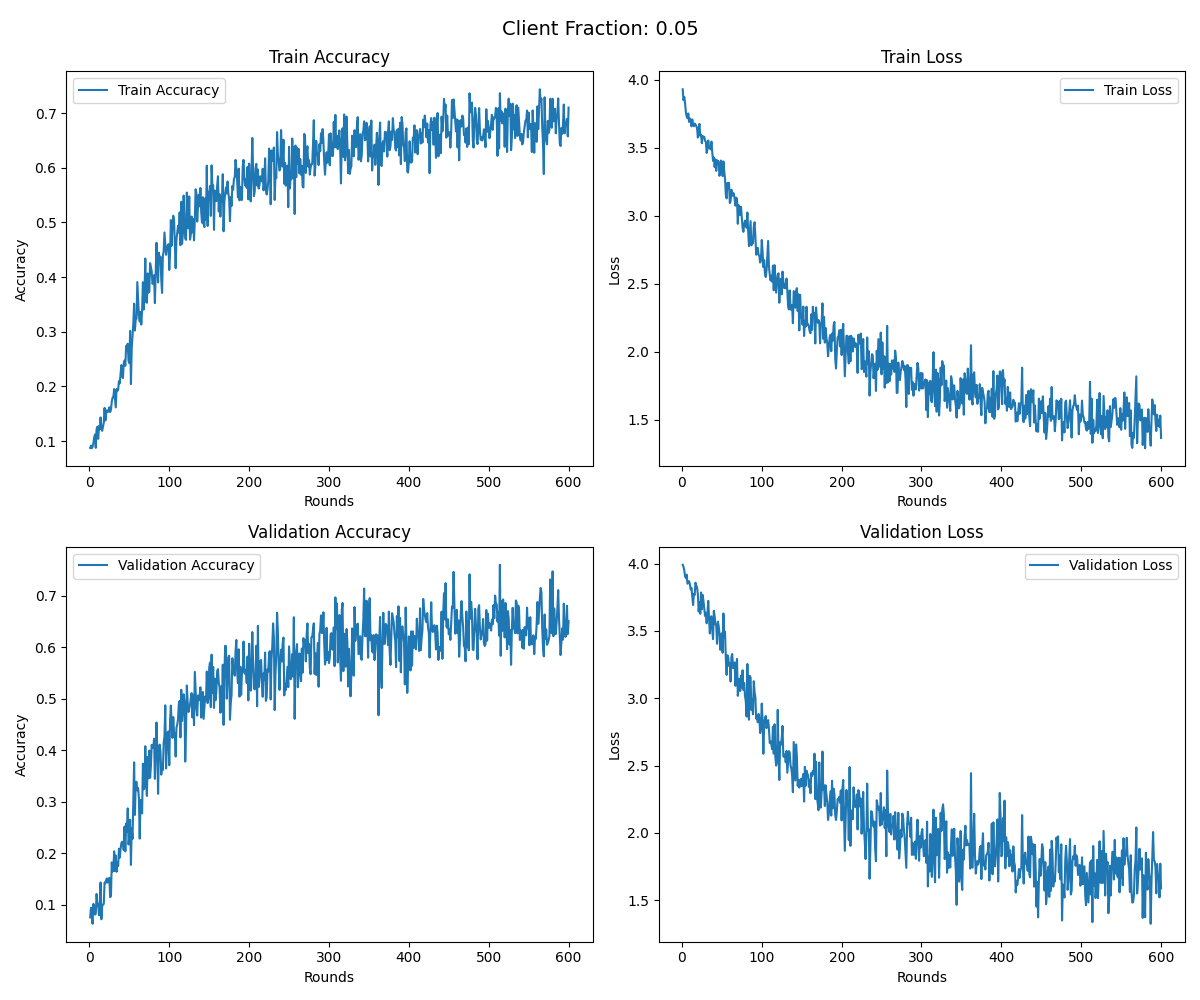 Client Fraction: 0.05
Train Accuracy
Train Accuracy
0.7
0.6
0.5
0.4
0.3
0.2
0.1
Accuracy
0 100 200 300 400 500 600
Rounds
Train Loss
Train Loss
4.0
3.5
3.0
2.5
2.0
1.5
Loss
0 100 200 300 400 500 600
Rounds
Validation Accuracy
Validation Accuracy
0.7
0.6
0.5
0.4
0.3
0.2
0.1
Accuracy
0 100 200 300 400 500 600
Rounds
Validation Loss
Validation Loss
4.0
3.5
3.0
2.5
2.0
1.5
Loss
0 100 200 300 400 500 600
Rounds